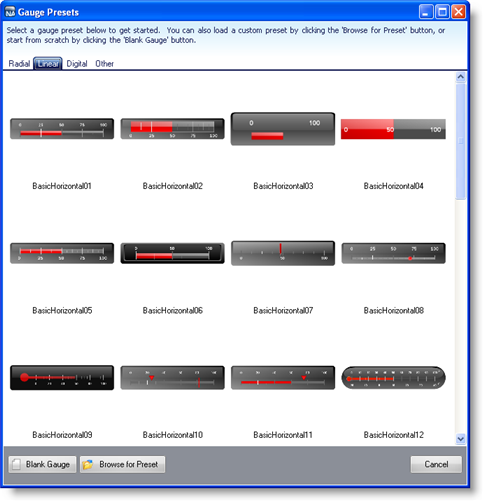 Gauge Presets
Select a gauge preset below to get started. You can also load a custom preset by clicking the 'Browse for Preset' button, or
start from scratch by clicking the 'Blank Gauge' button.
Radial Linear Digital Other
0 25 50 75 100
0 25 50 75 100
0 100
0 50 100
BasicHorizontal01 BasicHorizontal02 BasicHorizontal03 BasicHorizontal04
0 25 50 75 100
0 50 100
0 50 100
0 25 50 75 100
BasicHorizontal05 BasicHorizontal06 BasicHorizontal07 BasicHorizontal08
BasicHorizontal09 BasicHorizontal10 BasicHorizontal11 BasicHorizontal12
Blank Gauge Browse for Preset Cancel